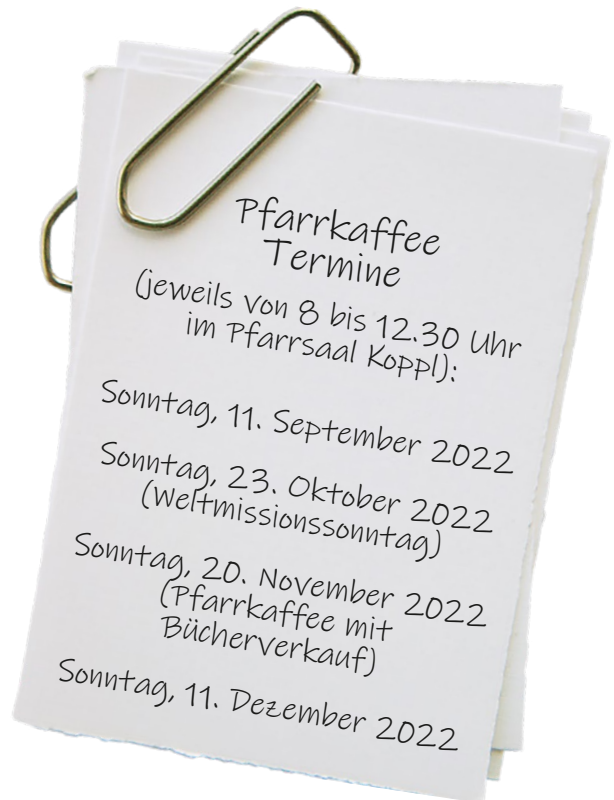 Pfarrkaffee
Termine
(jeweils von 8 bis 12.30 Uhr
im Pfarrsaal Koppl):
Sonntag, 11. September 2022
Sonntag, 23. Oktober 2022
(Weltmissionssonntag)
Sonntag, 20. November 2022
(Pfarrkaffee mit
Bücherverkauf)
Sonntag, 11. Dezember 2022